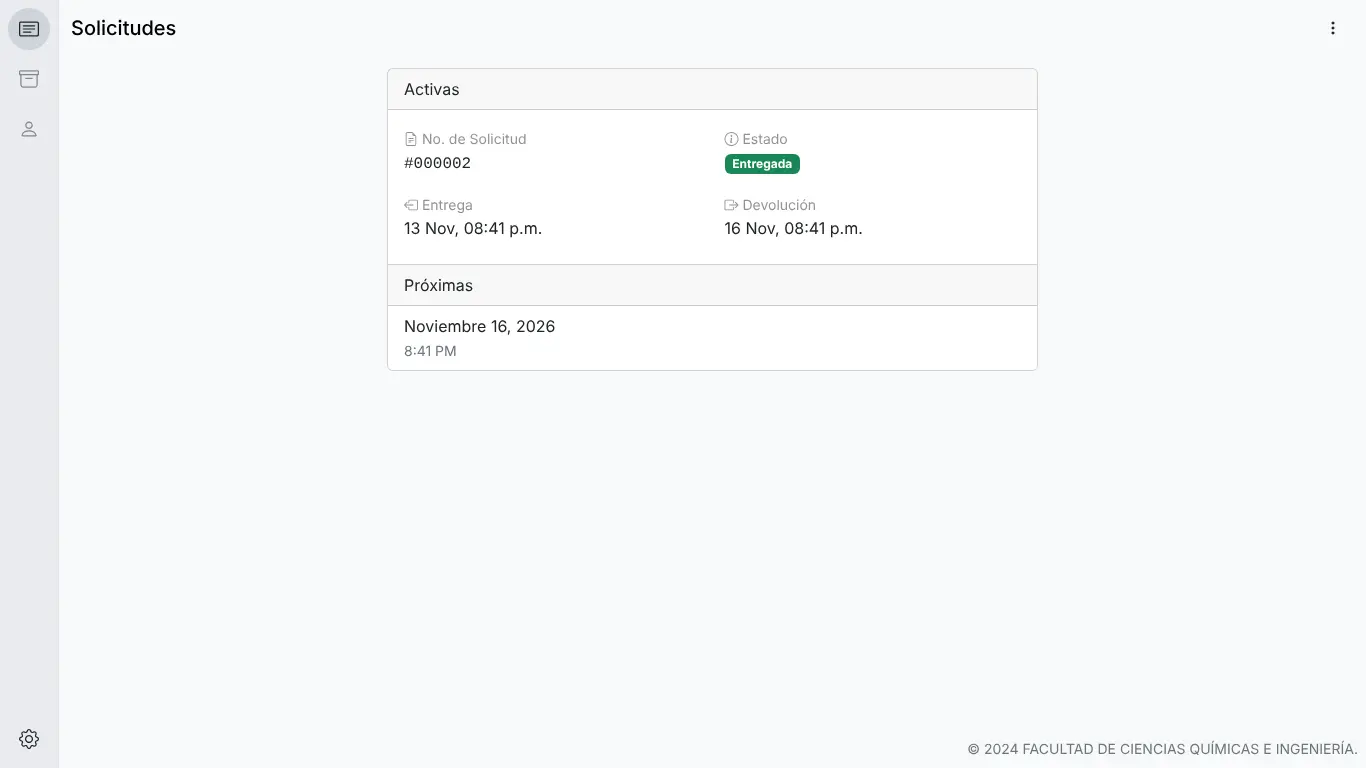 Solicitudes
Activas
No. de Solicitud
#000002
Estado
Entregada
Entrega
13 Nov, 08:41 p.m.
Devolución
16 Nov, 08:41 p.m.
Próximas
Noviembre 16, 2026
8:41 PM
© 2024 FACULTAD DE CIENCIAS QUÍMICAS E INGENIERÍA.